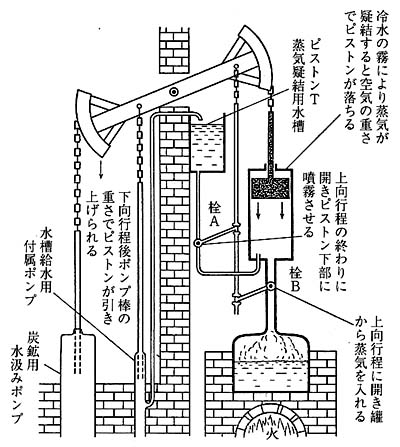 冷水の霧により蒸気が
疑結すると空気の重さ
でピストンが落ちる
ピストンT
蒸気疑結用水槽
上向行程の終わりに
開きピストン下部に
噴霧させる
栓A
栓B
上向行程に開き罐
から蒸気を入れる
下向行程後ポンプ棒の
重さでピストンが引き
上げられる
水槽給水用
付属ポンプ
炭鉱用
水汲みポンプ
火